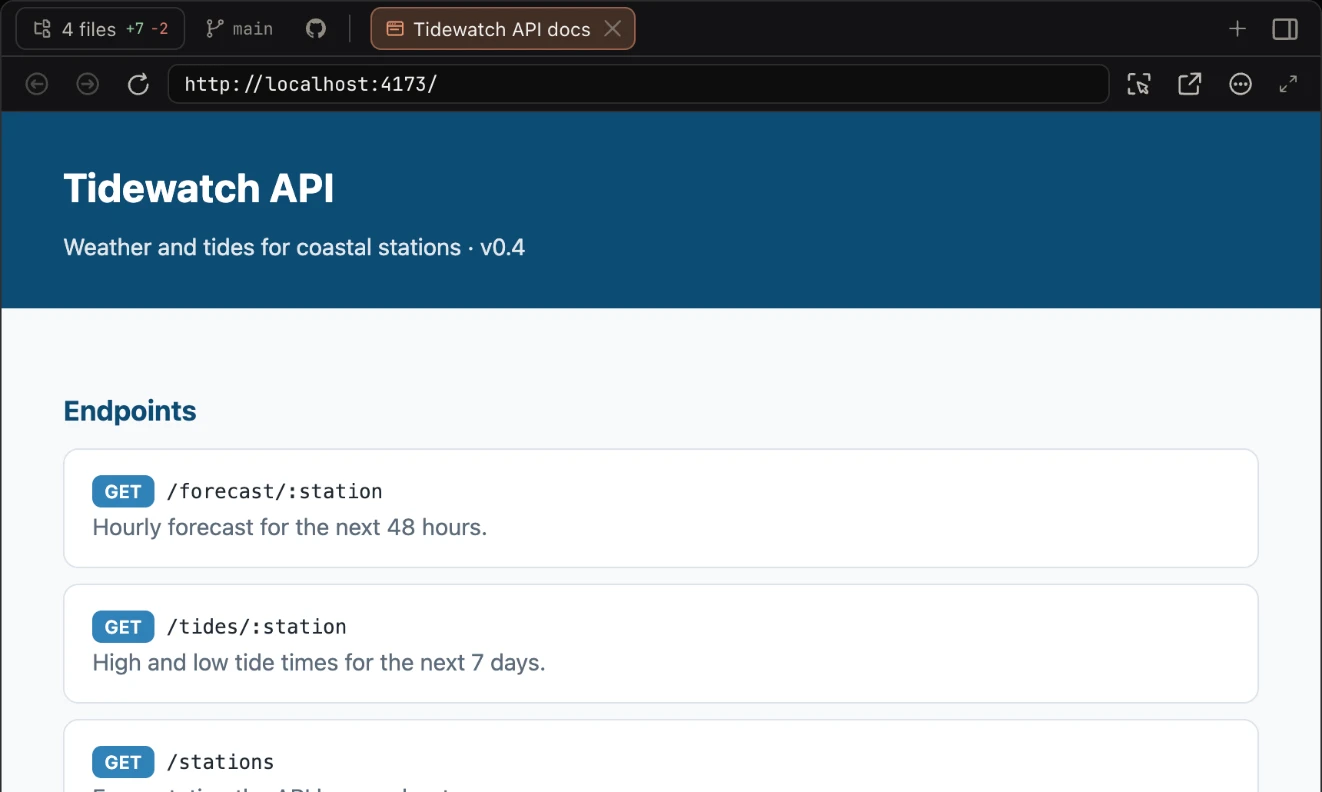 4 files +7 -2 main Tidewatch API docs
http://localhost:4173/
Tidewatch API
Weather and tides for coastal stations · v0.4
Endpoints
GET /forecast/:station
Hourly forecast for the next 48 hours.
GET /tides/:station
High and low tide times for the next 7 days.
GET /stations